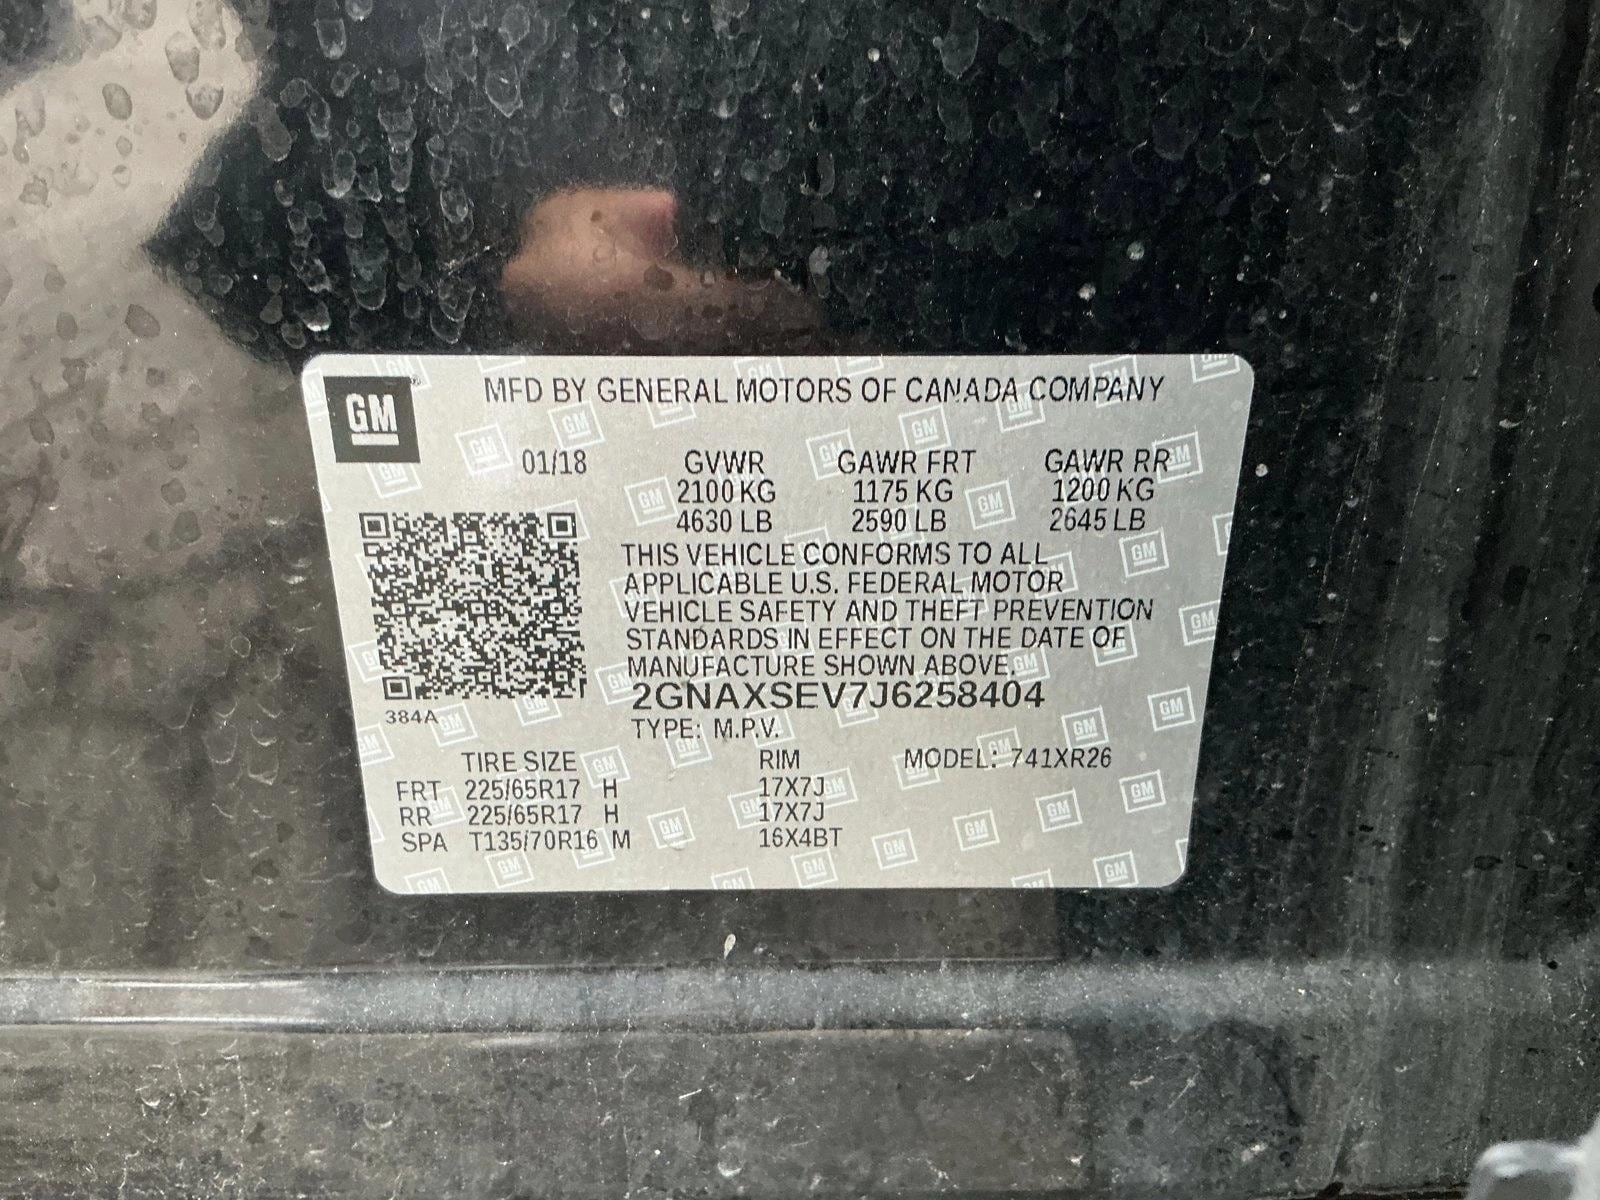 GM
MFD BY GENERAL MOTORS OF CANADA COMPANY
01/18 GVWR GAWR FRT GAWR RR
2100 KG 1175 KG 1200 KG
4630 LB 2590 LB 2645 LB
THIS VEHICLE CONFORMS TO ALL
APPLICABLE U.S. FEDERAL MOTOR
VEHICLE SAFETY AND THEFT PREVENTION
STANDARDS IN EFFECT ON THE DATE OF
MANUFACTURE SHOWN ABOVE.
2GNAXSEV7J6258404
384A
TYPE: M.P.V.
TIRE SIZE RIM MODEL: 741XR26
FRT 225/65R17 H 17X7J
RR 225/65R17 H 17X7J
SPA T135/70R16 M 16X4BT